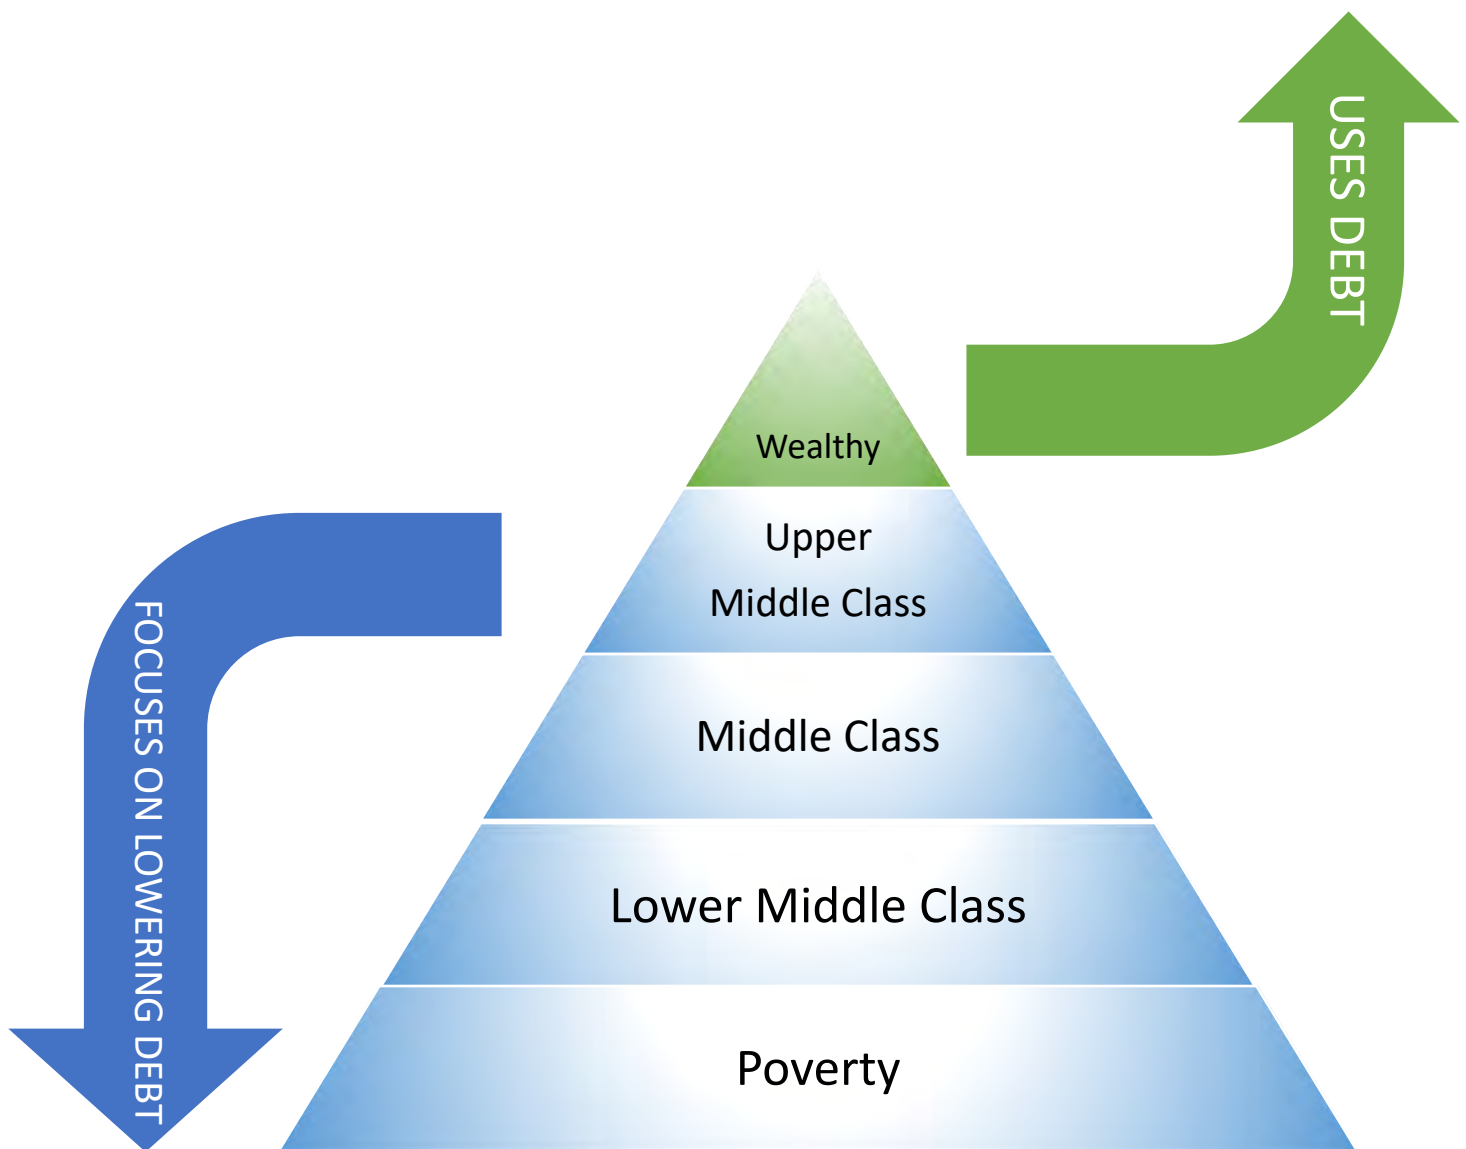 USES DEBT
Wealthy
Upper
Middle Class
FOCUSES ON LOWERING DEBT
Middle Class
Lower Middle Class
Poverty